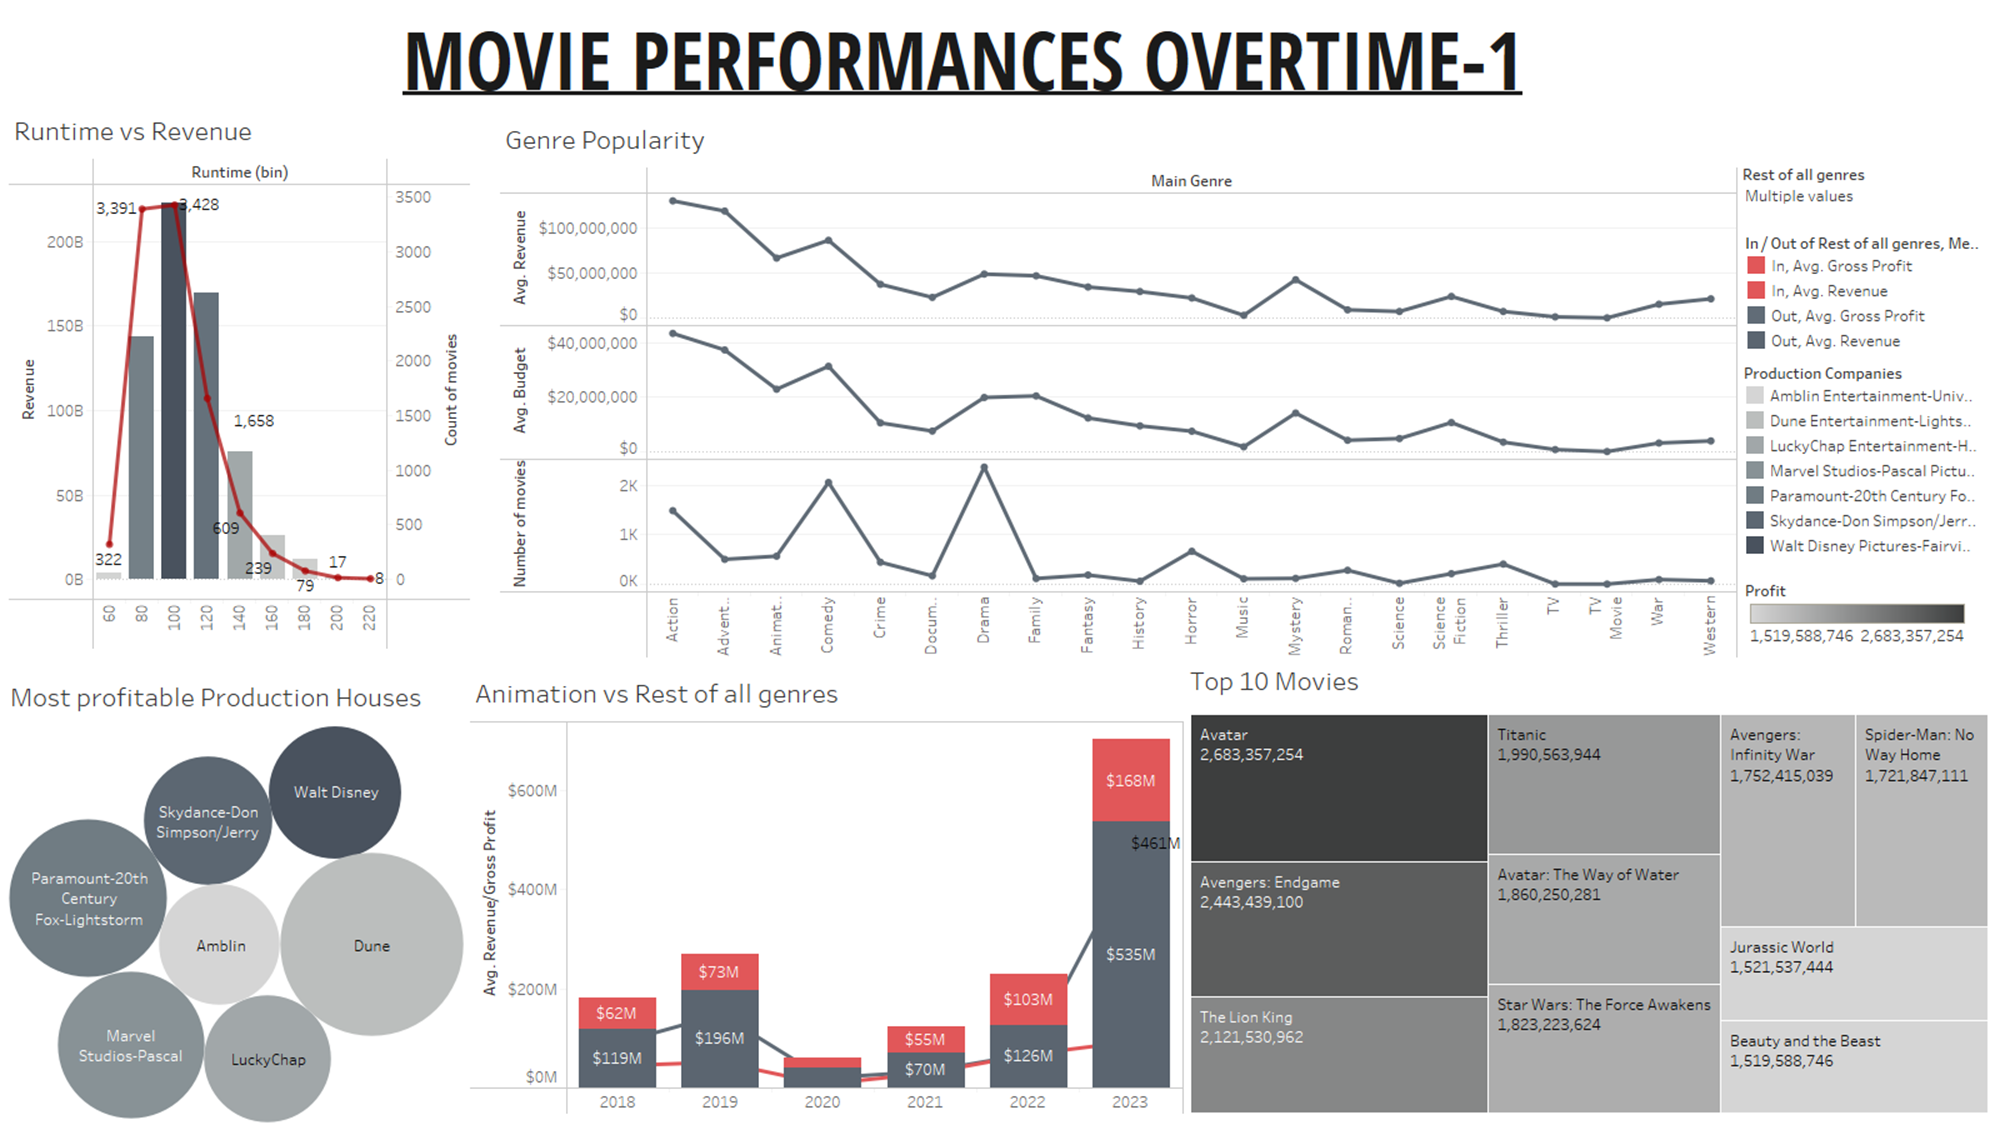 MOVIE PERFORMANCES OVERTIME-1
Runtime vs Revenue
Runtime (bin)
Revenue
200B
150B
100B
50B
0B
3,391
3,428
1,658
609
322
239
79
17
8
3500
3000
2500
2000
1500
1000
500
0
Count of movies
60
80
100
120
140
160
180
200
220
Genre Popularity
Main Genre
Avg. Revenue
$100,000,000
$50,000,000
$0
Avg. Budget
$40,000,000
$20,000,000
$0
Number of movies
2K
1K
0K
Action
Advent..
Animat..
Comedy
Crime
Docum..
Drama
Family
Fantasy
History
Horror
Music
Mystery
Roman..
Science
Science
Fiction
Thriller
TV
TV
Movie
War
Western
Rest of all genres
Multiple values
In / Out of Rest of all genres, Me..
In, Avg. Gross Profit
In, Avg. Revenue
Out, Avg. Gross Profit
Out, Avg. Revenue
Production Companies
Amblin Entertainment-Univ..
Dune Entertainment-Lights..
LuckyChap Entertainment-H..
Marvel Studios-Pascal Pictu..
Paramount-20th Century Fo..
Skydance-Don Simpson/Jerr..
Walt Disney Pictures-Fairvi..
Profit
1,519,588,746 2,683,357,254
Most profitable Production Houses
Walt Disney
Skydance-Don
Simpson/Jerry
Paramount-20th
Century
Fox-Lightstorm
Amblin
Dune
Marvel
Studios-Pascal
LuckyChap
Animation vs Rest of all genres
Avg. Revenue/Gross Profit
$600M
$400M
$200M
$0M
$62M
$119M
$73M
$196M
$55M
$70M
$103M
$126M
$168M
$461M
$535M
2018
2019
2020
2021
2022
2023
Top 10 Movies
Avatar
2,683,357,254
Avengers: Endgame
2,443,439,100
The Lion King
2,121,530,962
Titanic
1,990,563,944
Avatar: The Way of Water
1,860,250,281
Star Wars: The Force Awakens
1,823,223,624
Avengers:
Infinity War
1,752,415,039
Spider-Man: No
Way Home
1,721,847,111
Jurassic World
1,521,537,444
Beauty and the Beast
1,519,588,746